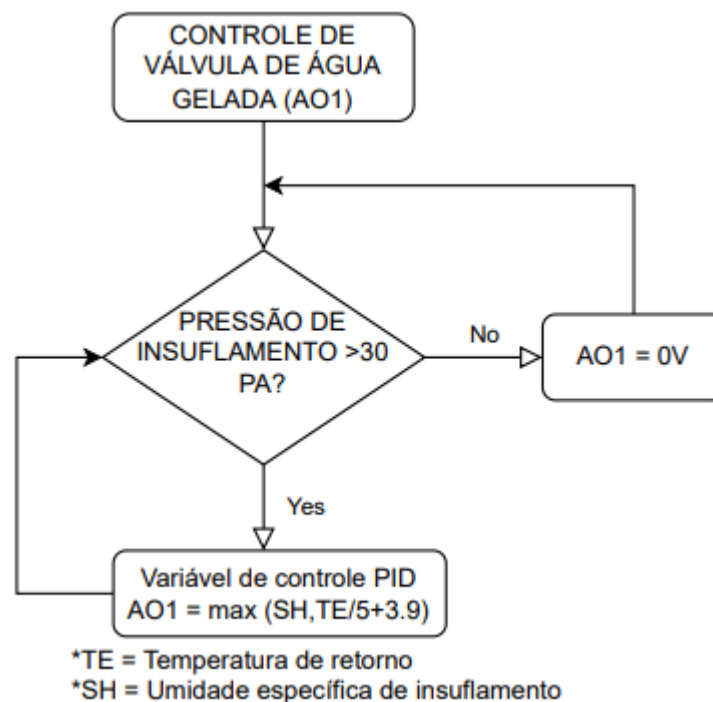 CONTROLE DE
VÁLVULA DE ÁGUA
GELADA (AO1)
PRESSÃO DE
INSUFLAMENTO >30
PA?
No
AO1 = 0V
Yes
Variável de controle PID
AO1 = max (SH,TE/5+3.9)
*TE = Temperatura de retorno
*SH = Umidade específica de insuflamento